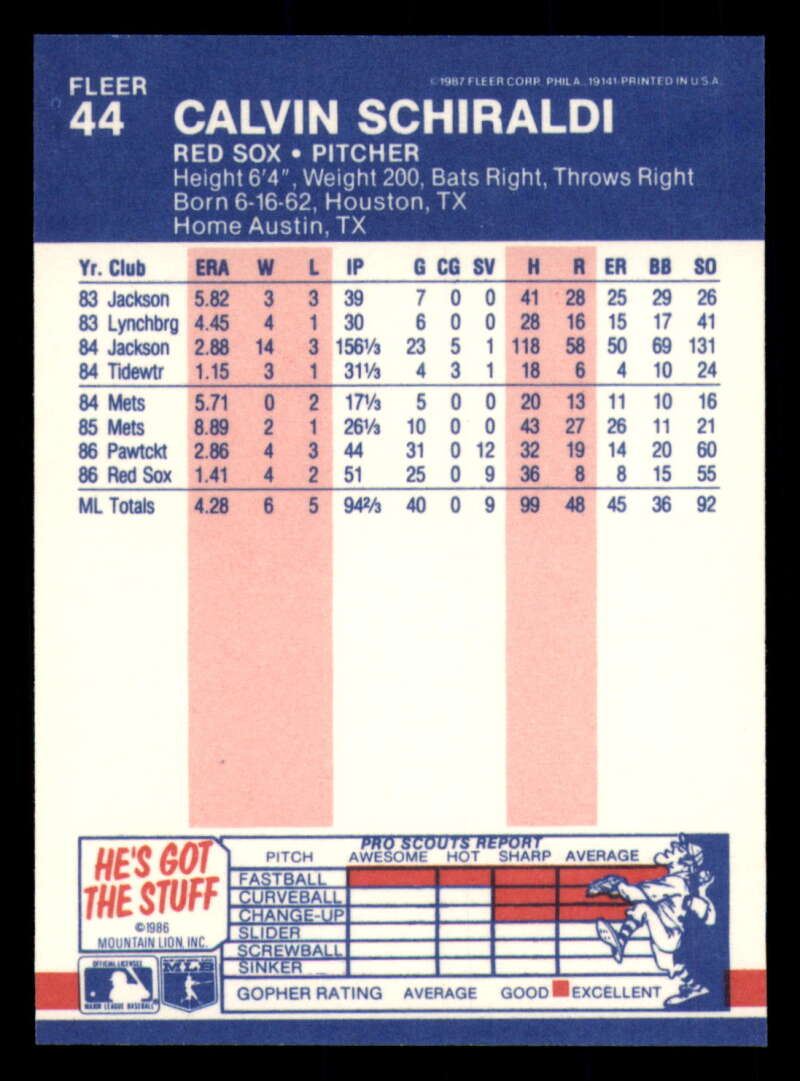 FLEER ©1987 FLEER CORP. PHILA., 19141-PRINTED IN U.S.A.
44 CALVIN SCHIRALDI
RED SOX • PITCHER
Height 6'4", Weight 200, Bats Right, Throws Right
Born 6-16-62, Houston, TX
Home Austin, TX
Yr. Club ERA W L IP G CG SV H R ER BB SO
83 Jackson 5.82 3 3 39 7 0 0 41 28 25 29 26
83 Lynchbrg 4.45 4 1 30 6 0 0 28 16 15 17 41
84 Jackson 2.88 14 3 156⅓ 23 5 1 118 58 50 69 131
84 Tidewtr 1.15 3 1 31⅓ 4 3 1 18 6 4 10 24
84 Mets 5.71 0 2 17⅓ 5 0 0 20 13 11 10 16
85 Mets 8.89 2 1 26⅓ 10 0 0 43 27 26 11 21
86 Pawtckt 2.86 4 3 44 31 0 12 32 19 14 20 60
86 Red Sox 1.41 4 2 51 25 0 9 36 8 8 15 55
ML Totals 4.28 6 5 94⅔ 40 0 9 99 48 45 36 92
HE'S GOT
THE STUFF
©1986
MOUNTAIN LION, INC.
OFFICIAL LICENSEE
MAJOR LEAGUE BASEBALL
MLB
PRO SCOUTS REPORT
PITCH AWESOME HOT SHARP AVERAGE
FASTBALL
CURVEBALL
CHANGE-UP
SLIDER
SCREWBALL
SINKER
GOPHER RATING AVERAGE GOOD EXCELLENT